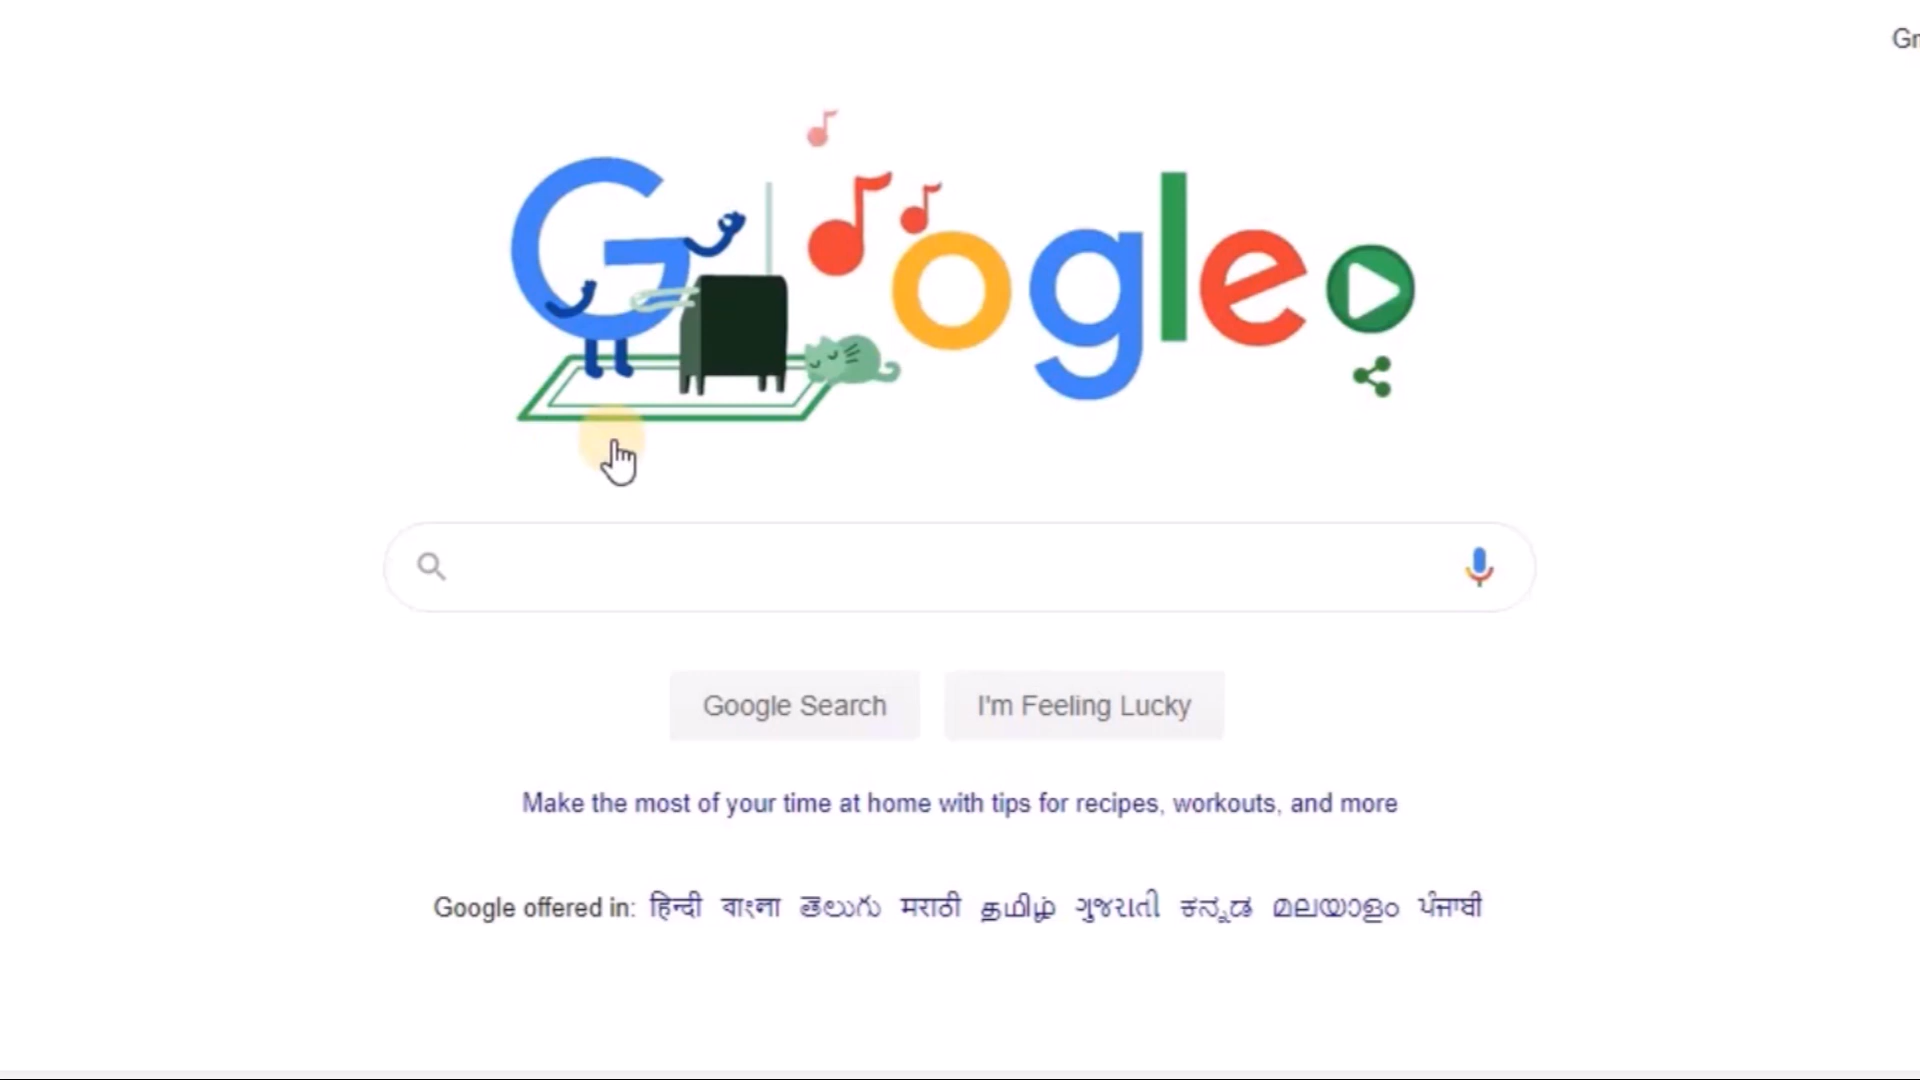 Gm
Google
Google Search
I'm Feeling Lucky
Make the most of your time at home with tips for recipes, workouts, and more
Google offered in: हिन्दी বাংলা తెలుగు मराठी தமிழ் ગુજરાતી ಕನ್ನಡ മലയാളം ਪੰਜਾਬੀ